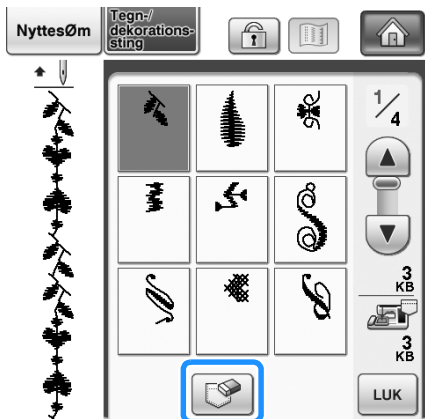 NyttesØm
Tegn-/
dekorations-
sting
1/4
3
KB
3
KB
LUK